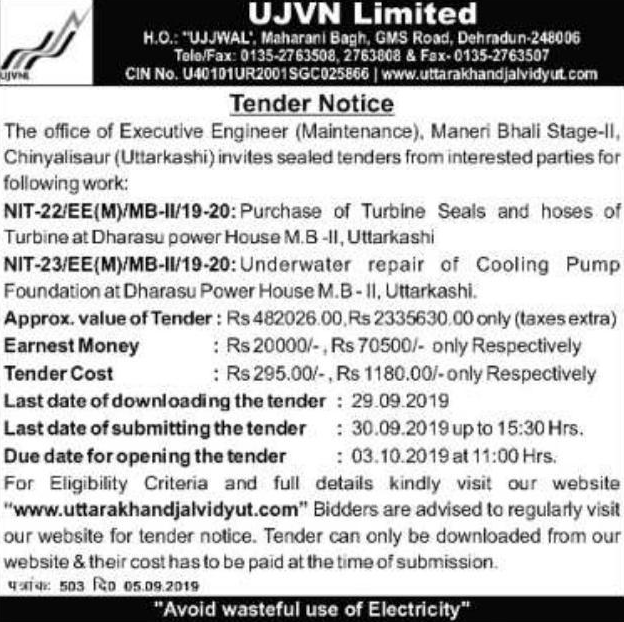 UJVN Limited
H.O.: "UJJWAL', Maharani Bagh, GMS Road, Dehradun-248006
Tele/Fax: 0135-2763508, 2763808 & Fax- 0135-2763507
CIN No. U40101UR2001SGC025866 | www.uttarakhandjalvidyut.com
UJVNL
Tender Notice
The office of Executive Engineer (Maintenance), Maneri Bhali Stage-II,
Chinyalisaur (Uttarkashi) invites sealed tenders from interested parties for
following work:
NIT-22/EE(M)/MB-II/19-20: Purchase of Turbine Seals and hoses of
Turbine at Dharasu power House M.B -II, Uttarkashi
NIT-23/EE(M)/MB-II/19-20: Underwater repair of Cooling Pump
Foundation at Dharasu Power House M.B - II, Uttarkashi.
Approx. value of Tender : Rs 482026.00, Rs 2335630.00 only (taxes extra)
Earnest Money : Rs 20000/- , Rs 70500/- only Respectively
Tender Cost : Rs 295.00/- , Rs 1180.00/- only Respectively
Last date of downloading the tender : 29.09.2019
Last date of submitting the tender : 30.09.2019 up to 15:30 Hrs.
Due date for opening the tender : 03.10.2019 at 11:00 Hrs.
For Eligibility Criteria and full details kindly visit our website
"www.uttarakhandjalvidyut.com" Bidders are advised to regularly visit
our website for tender notice. Tender can only be downloaded from our
website & their cost has to be paid at the time of submission.
पत्रांक: 503 दि0 05.09.2019
"Avoid wasteful use of Electricity"